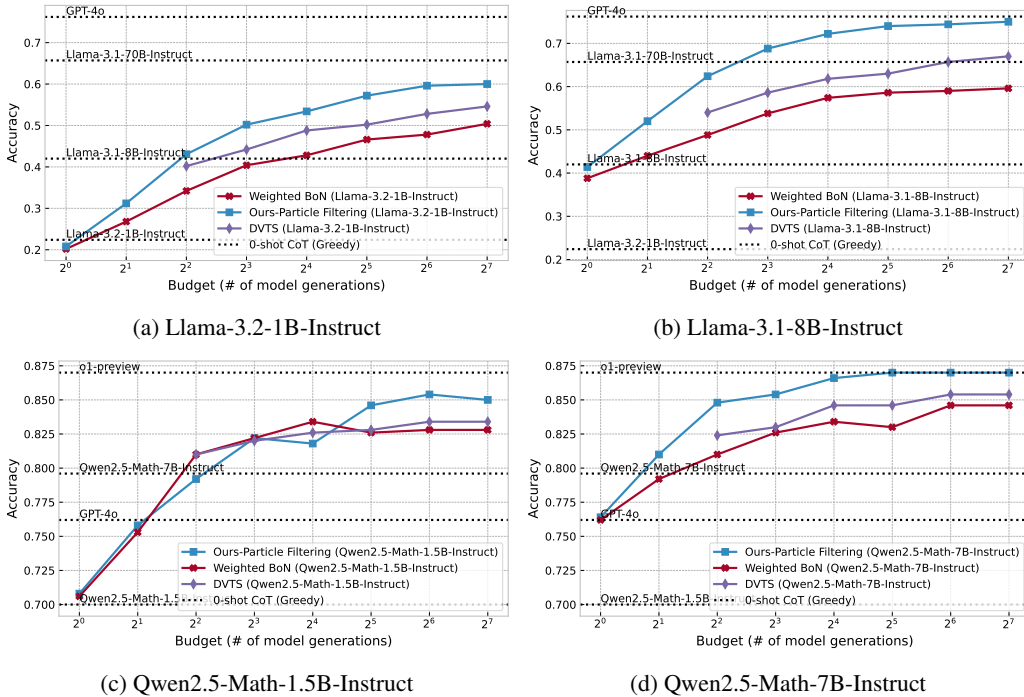 GPT-4o
Llama-3.1-70B-Instruct
Llama-3.1-8B-Instruct
Llama-3.2-1B-Instruct
0.7
0.6
0.5
0.4
0.3
0.2
Accuracy
Weighted BoN (Llama-3.2-1B-Instruct)
Ours-Particle Filtering (Llama-3.2-1B-Instruct)
DVTS (Llama-3.2-1B-Instruct)
0-shot CoT (Greedy)
2^0 2^1 2^2 2^3 2^4 2^5 2^6 2^7
Budget (# of model generations)
(a) Llama-3.2-1B-Instruct
GPT-4o
Llama-3.1-70B-Instruct
Llama-3.1-8B-Instruct
Llama-3.2-1B-Instruct
0.7
0.6
0.5
0.4
0.3
0.2
Accuracy
Weighted BoN (Llama-3.1-8B-Instruct)
Ours-Particle Filtering (Llama-3.1-8B-Instruct)
DVTS (Llama-3.1-8B-Instruct)
0-shot CoT (Greedy)
2^0 2^1 2^2 2^3 2^4 2^5 2^6 2^7
Budget (# of model generations)
(b) Llama-3.1-8B-Instruct
o1-preview
Qwen2.5-Math-7B-Instruct
GPT-4o
Qwen2.5-Math-1.5B-Instruct
0.875
0.850
0.825
0.800
0.775
0.750
0.725
0.700
Accuracy
Ours-Particle Filtering (Qwen2.5-Math-1.5B-Instruct)
Weighted BoN (Qwen2.5-Math-1.5B-Instruct)
DVTS (Qwen2.5-Math-1.5B-Instruct)
0-shot CoT (Greedy)
2^0 2^1 2^2 2^3 2^4 2^5 2^6 2^7
Budget (# of model generations)
(c) Qwen2.5-Math-1.5B-Instruct
o1-preview
Qwen2.5-Math-7B-Instruct
GPT-4o
Qwen2.5-Math-1.5B-Instruct
0.875
0.850
0.825
0.800
0.775
0.750
0.725
0.700
Accuracy
Ours-Particle Filtering (Qwen2.5-Math-7B-Instruct)
Weighted BoN (Qwen2.5-Math-7B-Instruct)
DVTS (Qwen2.5-Math-7B-Instruct)
0-shot CoT (Greedy)
2^0 2^1 2^2 2^3 2^4 2^5 2^6 2^7
Budget (# of model generations)
(d) Qwen2.5-Math-7B-Instruct